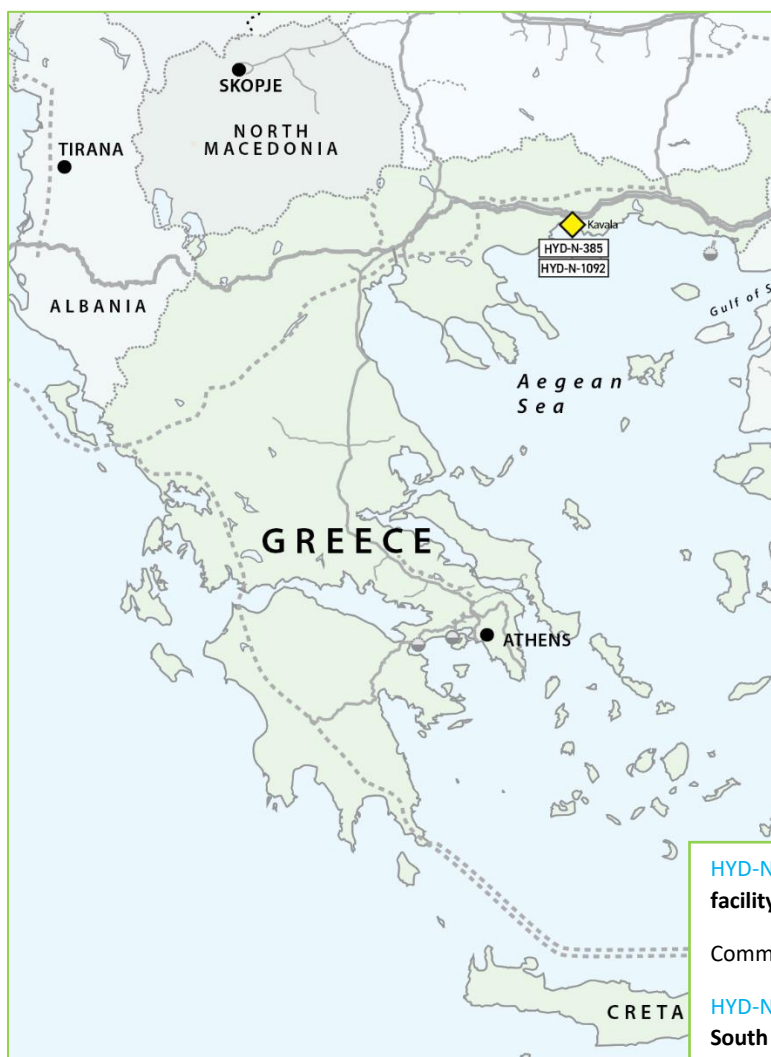 SKOPJE
NORTH
MACEDONIA
TIRANA
Kavala
HYD-N-385
HYD-N-1092
ALBANIA
Gulf of S
Aegean
Sea
GREECE
ATHENS
HYD-N
facility
Comm
CRETA
HYD-N
South